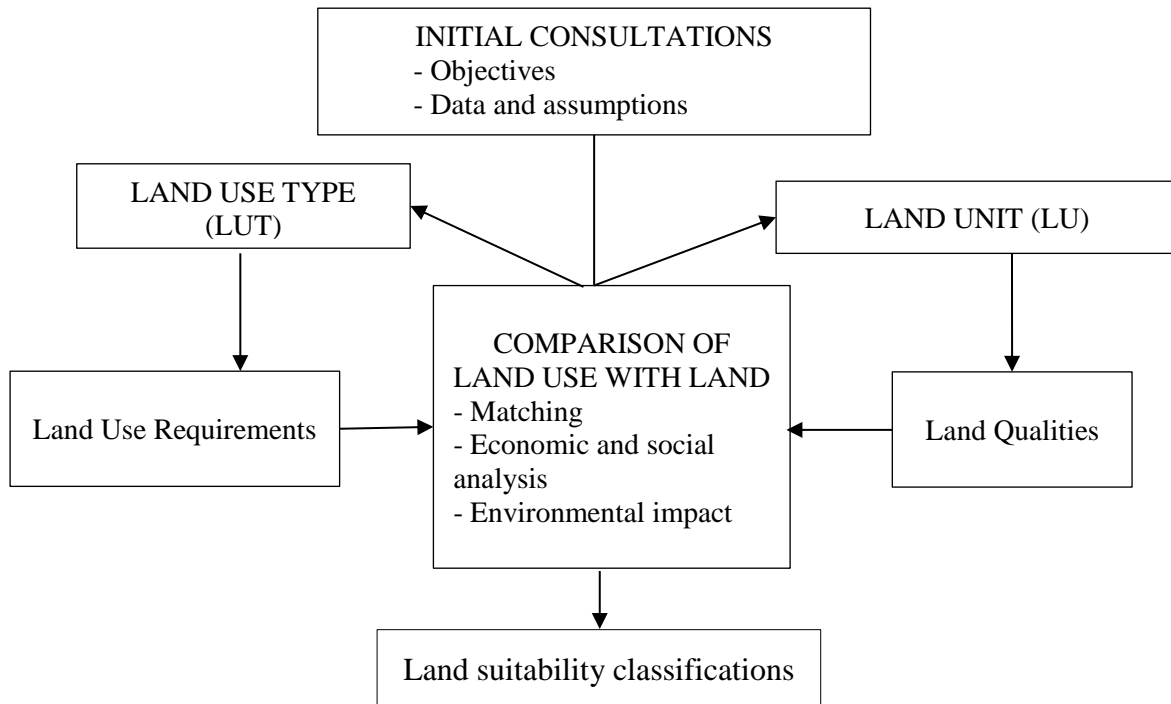 INITIAL CONSULTATIONS
- Objectives
- Data and assumptions
LAND USE TYPE
(LUT)
LAND UNIT (LU)
COMPARISON OF
LAND USE WITH LAND
- Matching
- Economic and social
analysis
- Environmental impact
Land Use Requirements
Land Qualities
Land suitability classifications